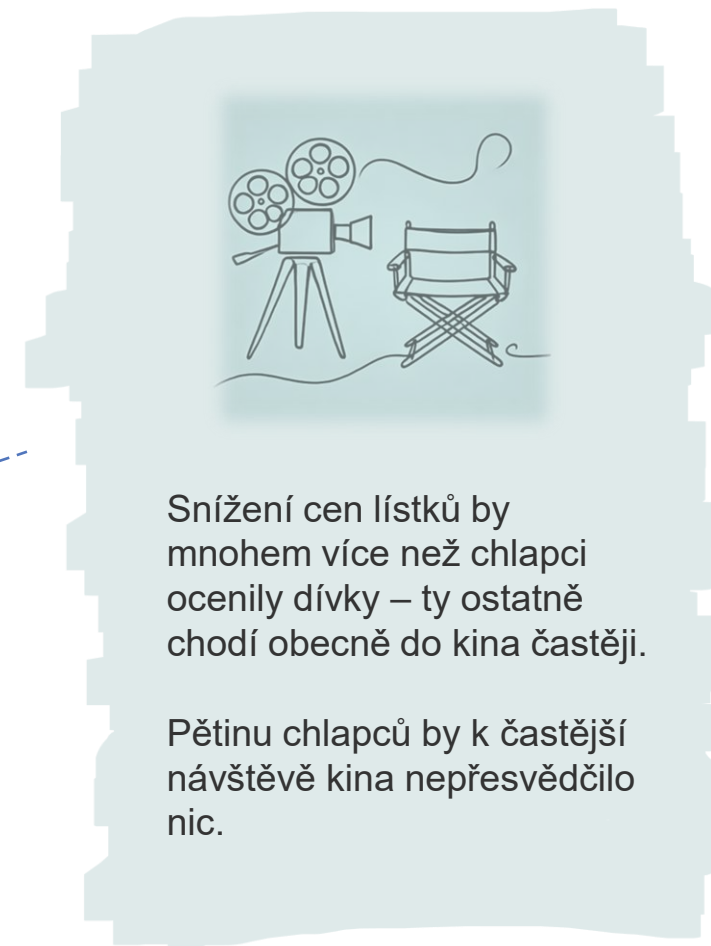 Snížení cen lístků by
mnohem více než chlapci
ocenily dívky – ty ostatně
chodí obecně do kina častěji.
Pětinu chlapců by k častější
návštěvě kina nepřesvědčilo
nic.